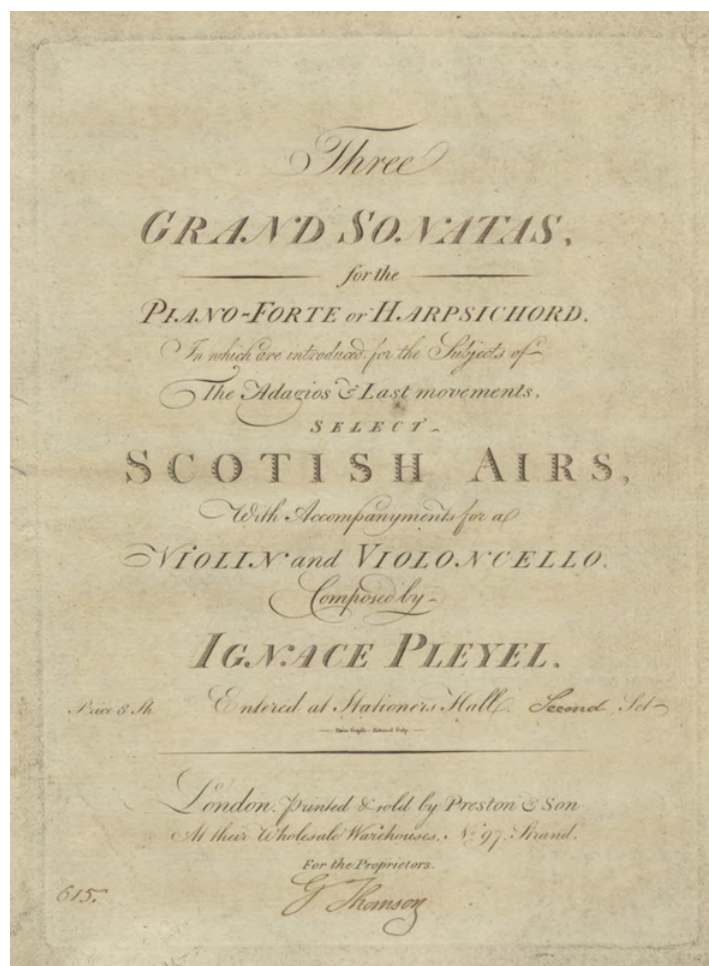 Three
GRAND SONATAS,
for the
PIANO-FORTE or HARPSICHORD.
In which are introduced for the Subjects of
The Adagios & Last movements,
SELECT
SCOTISH AIRS,
With Accompanyments for a
VIOLIN and VIOLONCELLO.
Composed by
IGNACE PLEYEL.
Price 8 Sh. Entered at Stationers Hall. Second Set
London. Printed & sold by Preston & Son
At their Wholesale Warehouses, No. 97. Strand.
For the Proprietors.
615. G Thomson